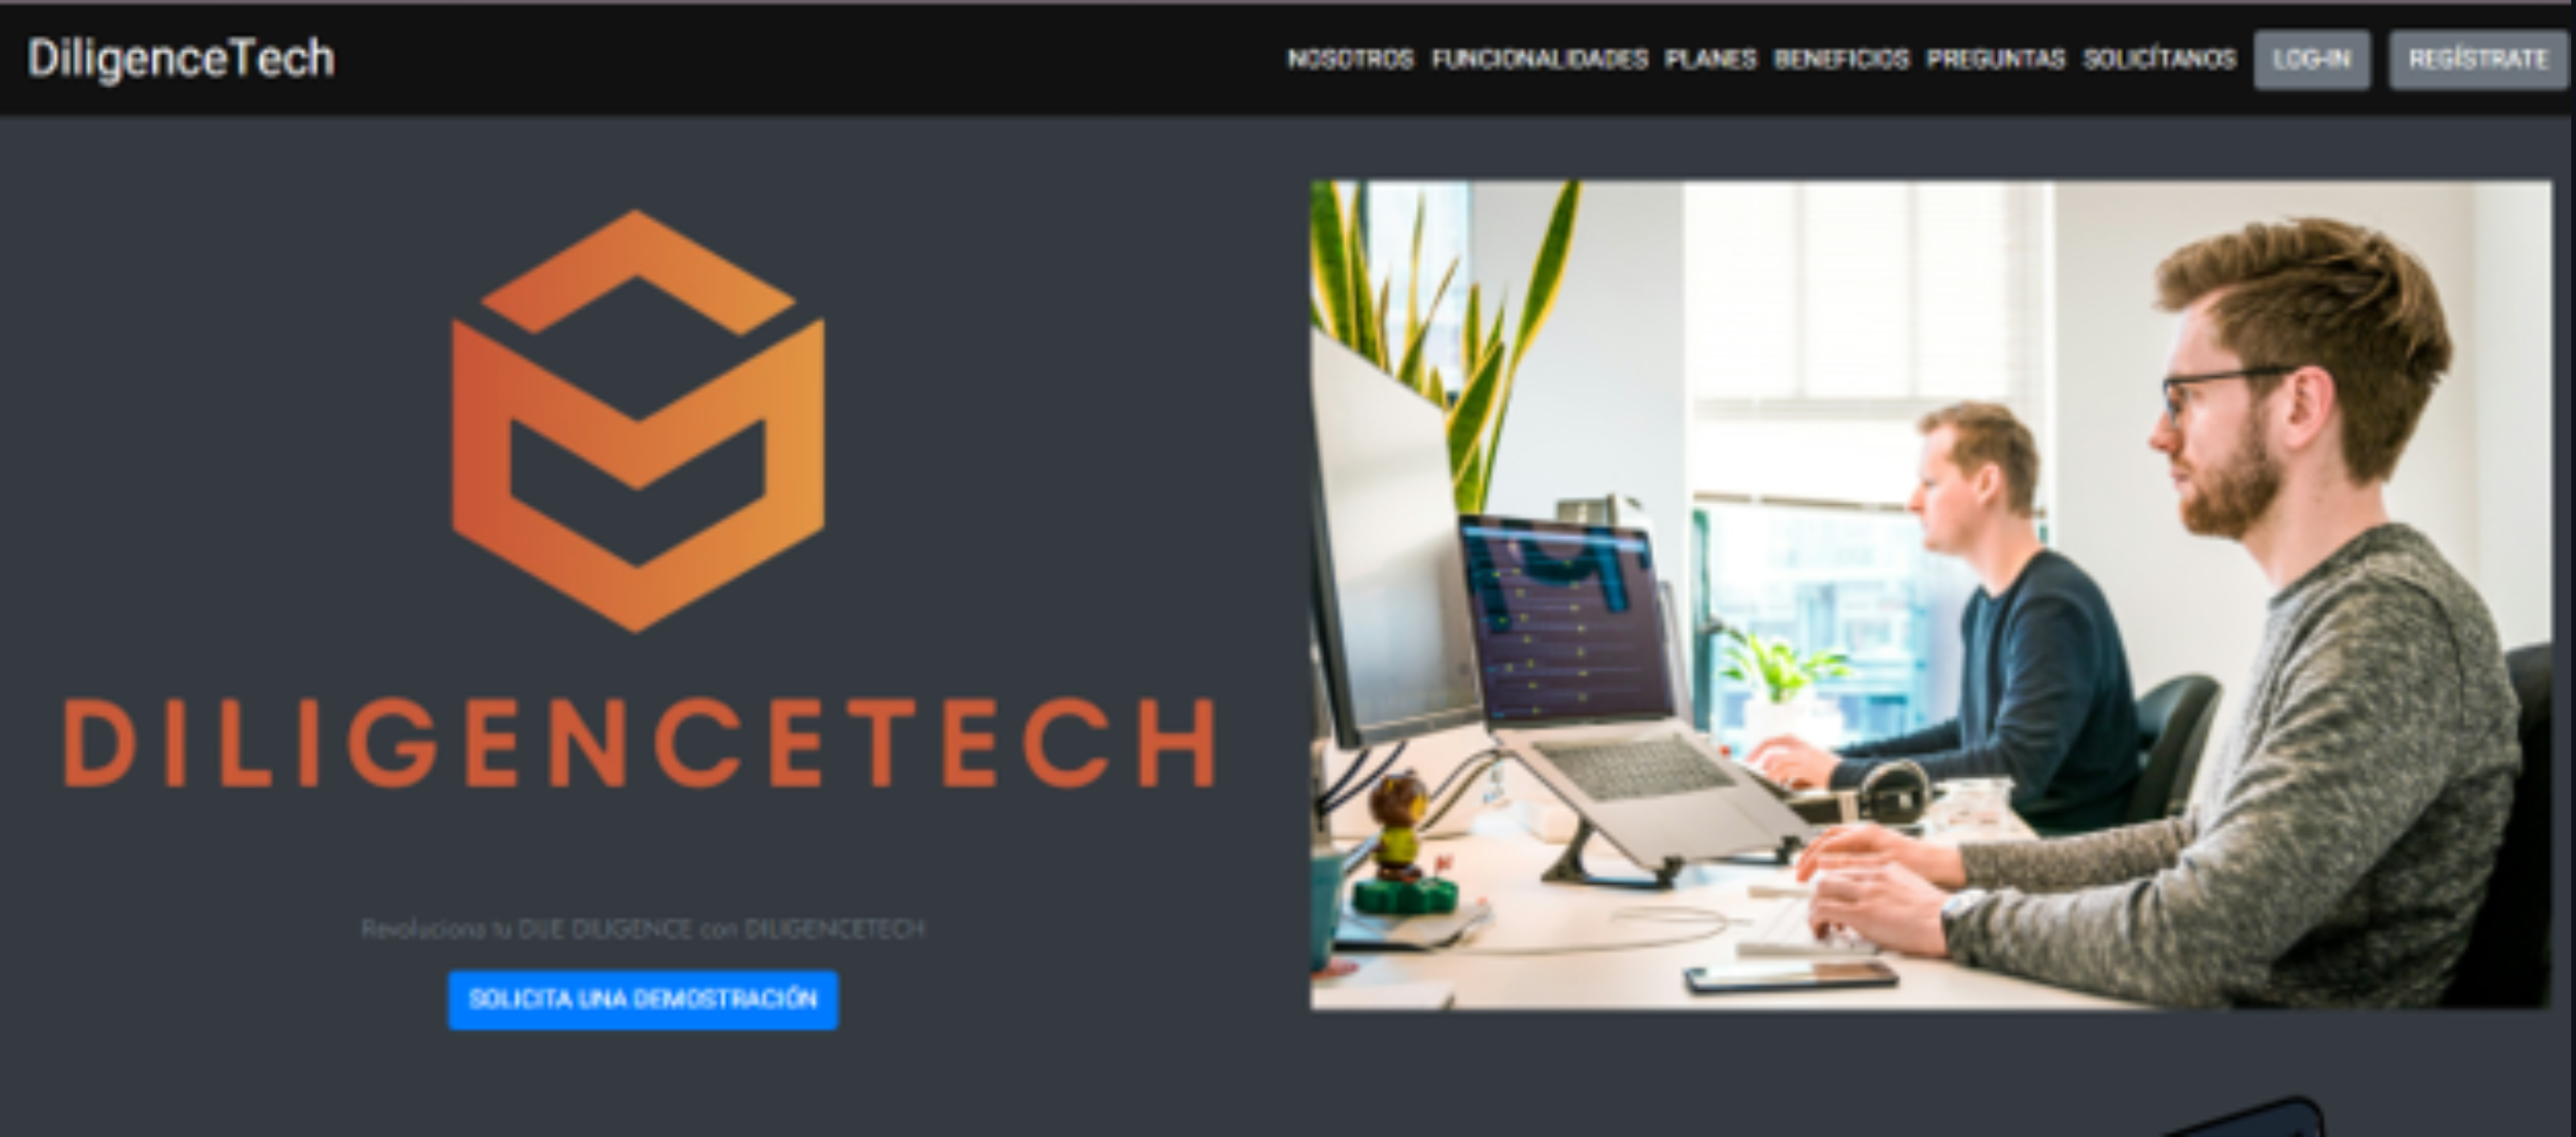 DiligenceTech
NOSOTROS FUNCIONALIDADES PLANES BENEFICIOS PREGUNTAS SOLICÍTANOS LOG-IN REGÍSTRATE
DILIGENCETECH
Revoluciona tu DUE DILIGENCE con DILIGENCETECH
SOLICITA UNA DEMOSTRACIÓN